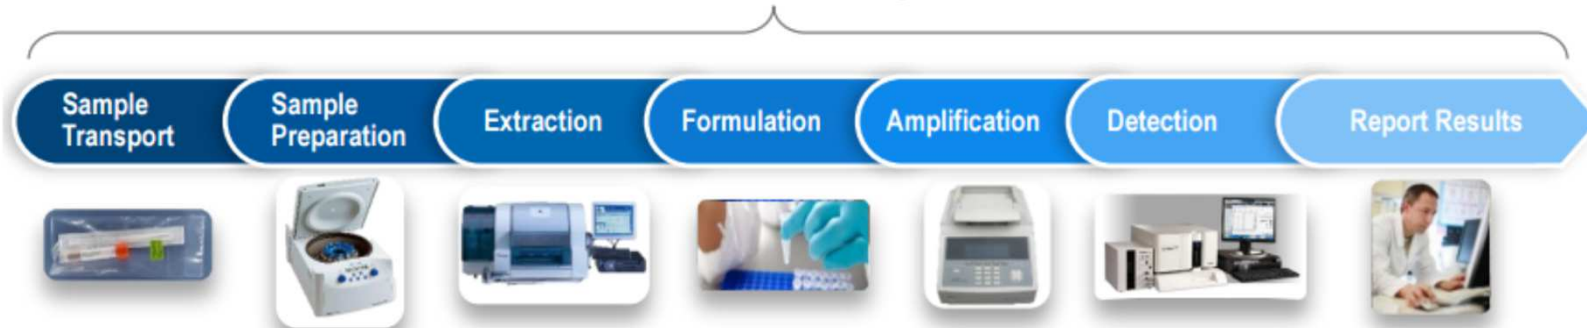 Sample
Transport
Sample
Preparation
Extraction
Formulation
Amplification
Detection
Report Results